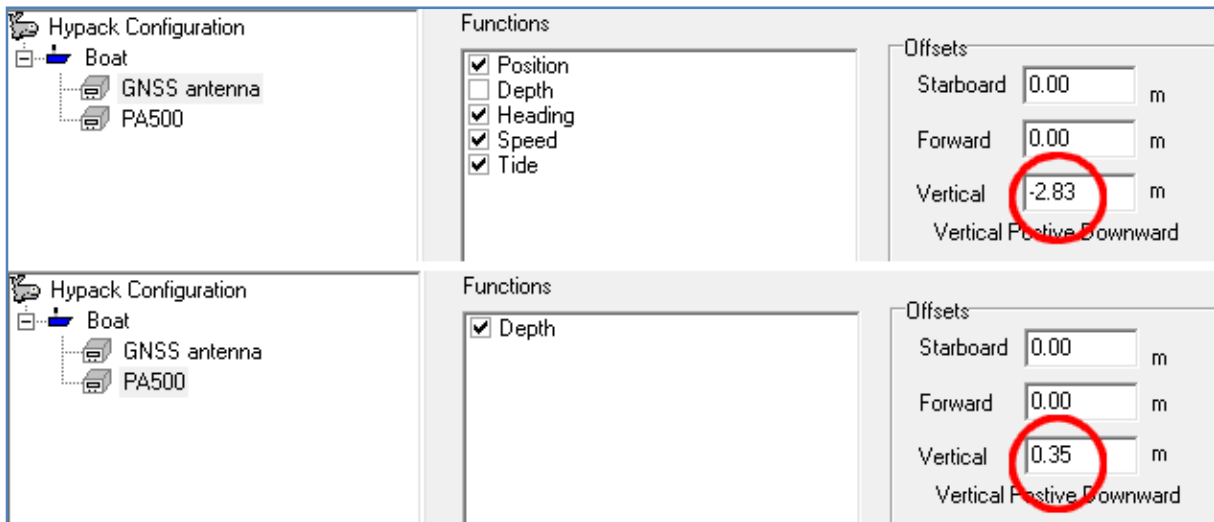 Hypack Configuration
Boat
GNSS antenna
PA500
Functions
Position
Depth
Heading
Speed
Tide
Offsets
Starboard 0.00 m
Forward 0.00 m
Vertical -2.83 m
Vertical Postive Downward
Hypack Configuration
Boat
GNSS antenna
PA500
Functions
Depth
Offsets
Starboard 0.00 m
Forward 0.00 m
Vertical 0.35 m
Vertical Postive Downward